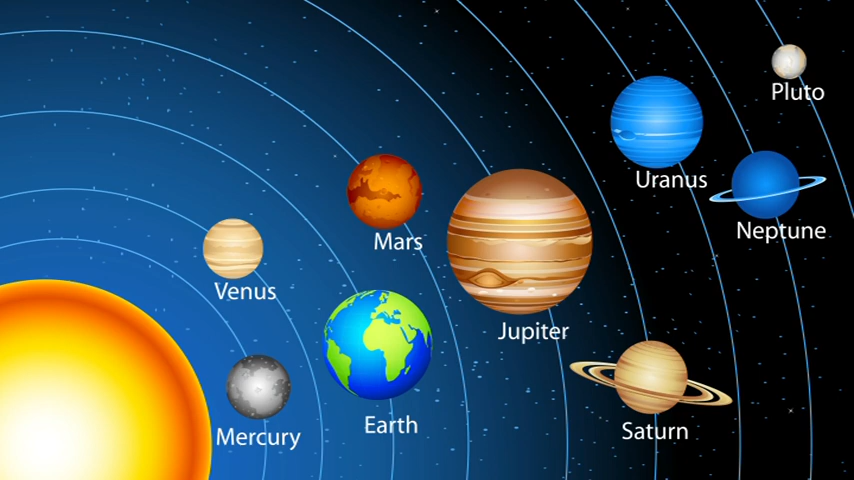 Pluto
Uranus
Neptune
Mars
Venus
Jupiter
Earth
Saturn
Mercury